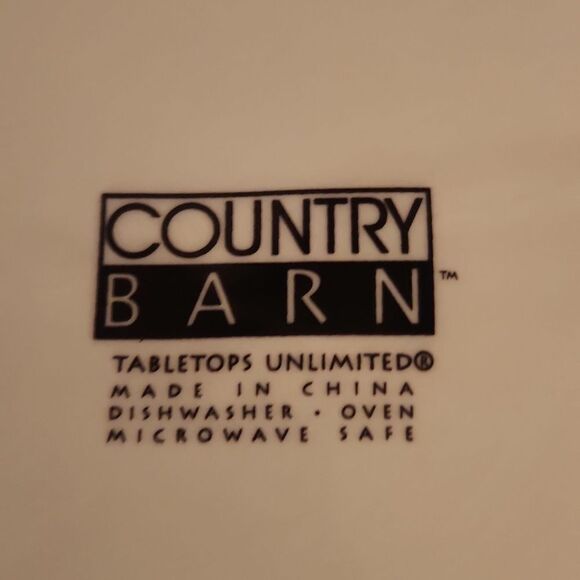 COUNTRY
BARN™
TABLETOPS UNLIMITED®
MADE IN CHINA
DISHWASHER · OVEN
MICROWAVE SAFE